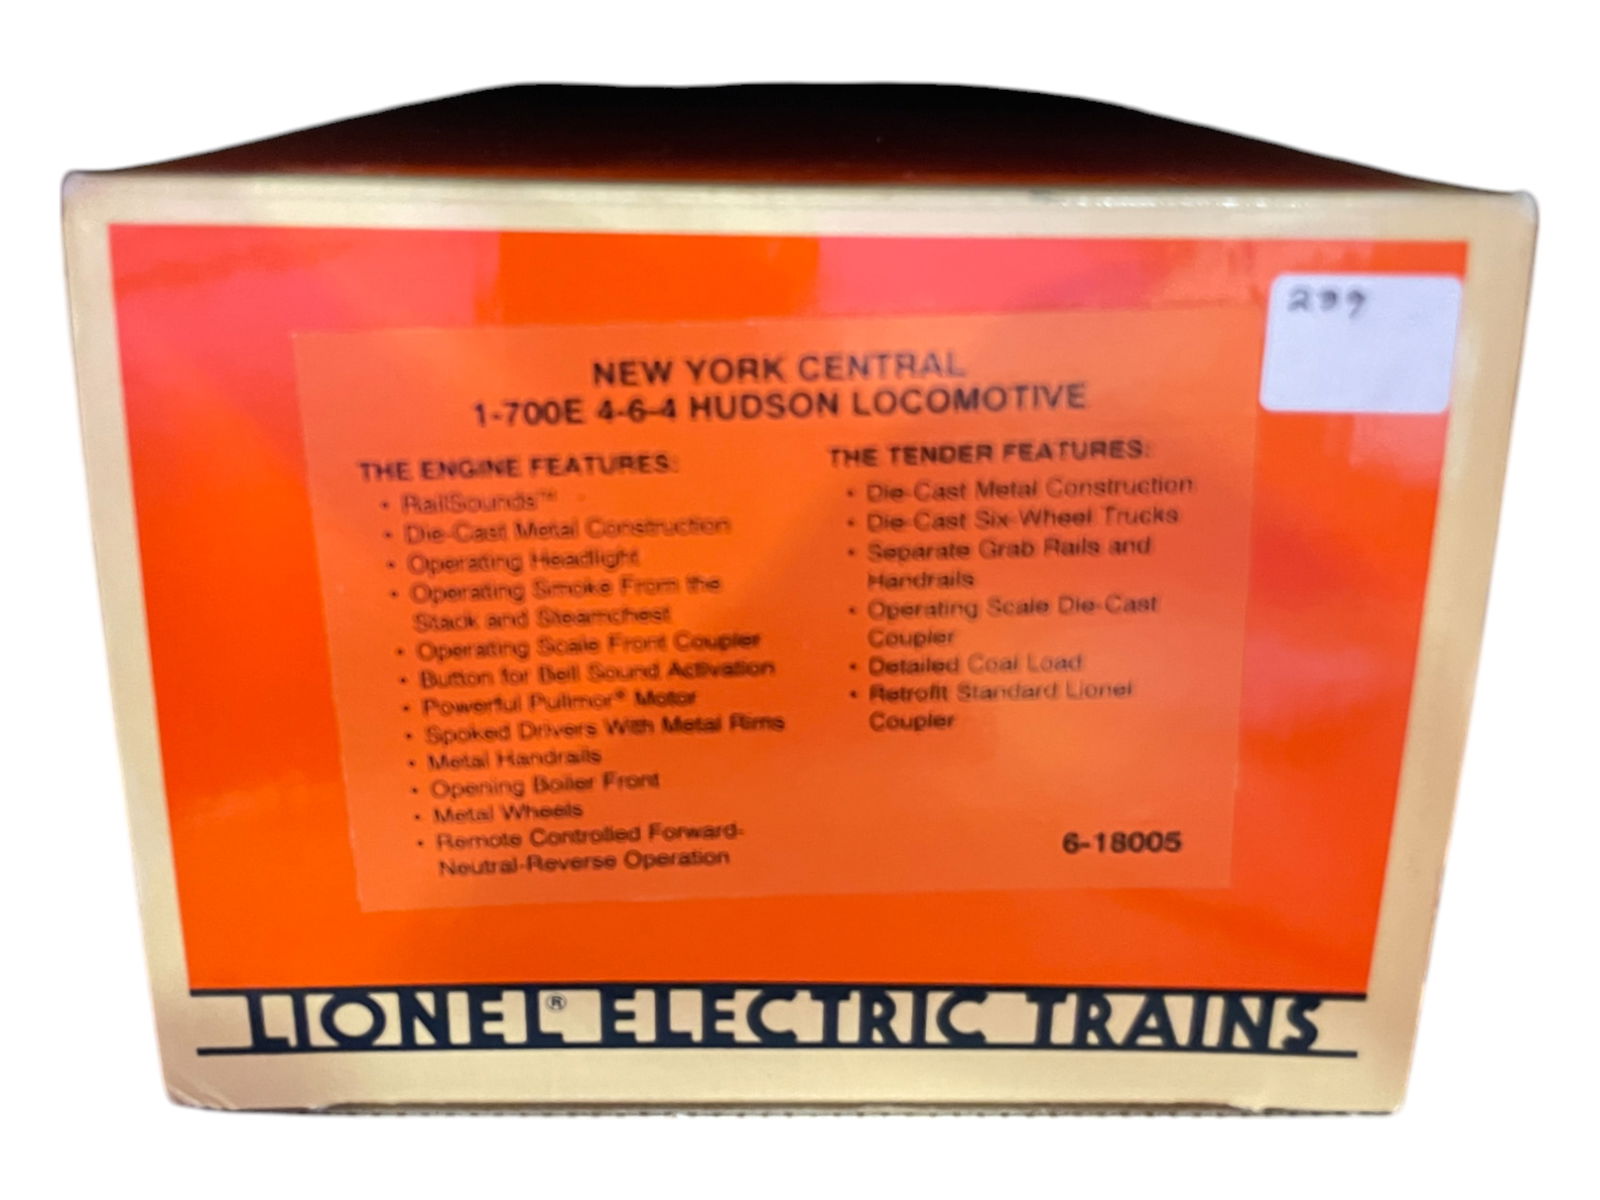 299
NEW YORK CENTRAL
1-700E 4-6-4 HUDSON LOCOMOTIVE
THE ENGINE FEATURES:
• RailSounds™
• Die-Cast Metal Construction
• Operating Headlight
• Operating Smoke From the
Stack and Steamchest
• Operating Scale Front Coupler
• Button for Bell Sound Activation
• Powerful Pullmor® Motor
• Spoked Drivers With Metal Rims
• Metal Handrails
• Opening Boiler Front
• Metal Wheels
• Remote Controlled Forward-
Neutral-Reverse Operation
THE TENDER FEATURES:
• Die-Cast Metal Construction
• Die-Cast Six-Wheel Trucks
• Separate Grab Rails and
Handrails
• Operating Scale Die-Cast
Coupler
• Detailed Coal Load
• Retrofit Standard Lionel
Coupler
6-18005
LIONEL® ELECTRIC TRAINS